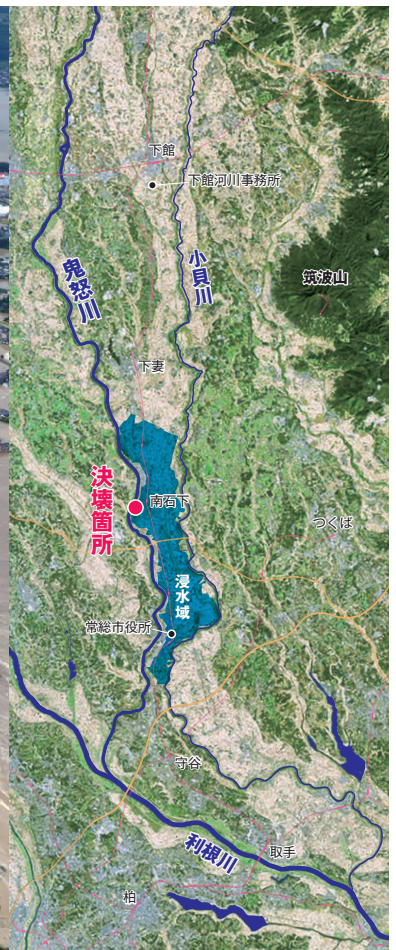 下館
下館河川事務所
小貝川
鬼怒川
筑波山
下妻
決壊箇所
南石下
つくば
浸水域
常総市役所
守谷
利根川
取手
柏